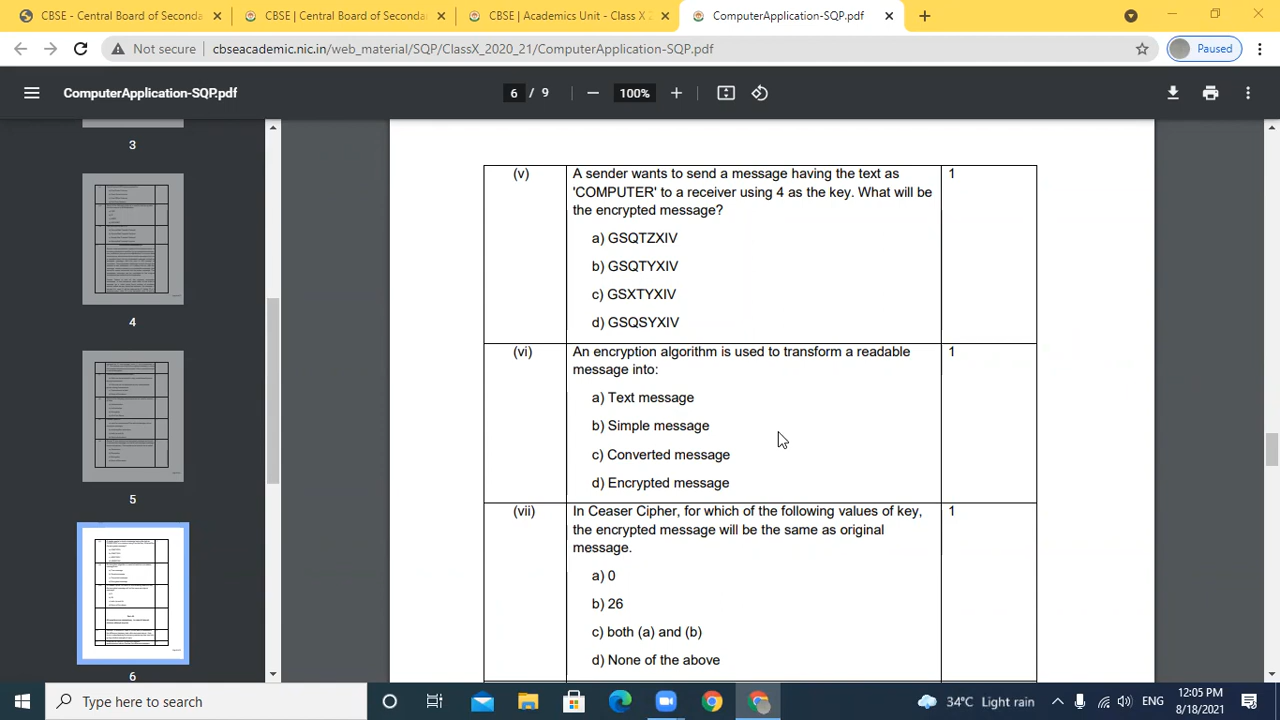 CBSE - Central Board of Seconda
CBSE | Central Board of Seconda
CBSE | Academics Unit - Class X 2
ComputerApplication-SQP.pdf
Not secure
cbseacademic.nic.in/web_material/SQP/ClassX_2020_21/ComputerApplication-SQP.pdf
Paused
ComputerApplication-SQP.pdf
6 / 9
100%
3
4
5
6
(v) A sender wants to send a message having the text as 1
'COMPUTER' to a receiver using 4 as the key. What will be
the encrypted message?
a) GSQTZXIV
b) GSQTYXIV
c) GSXTYXIV
d) GSQSYXIV
(vi) An encryption algorithm is used to transform a readable 1
message into:
a) Text message
b) Simple message
c) Converted message
d) Encrypted message
(vii) In Ceaser Cipher, for which of the following values of key, 1
the encrypted message will be the same as original
message.
a) 0
b) 26
c) both (a) and (b)
d) None of the above
Type here to search
34°C Light rain
ENG
12:05 PM
8/18/2021